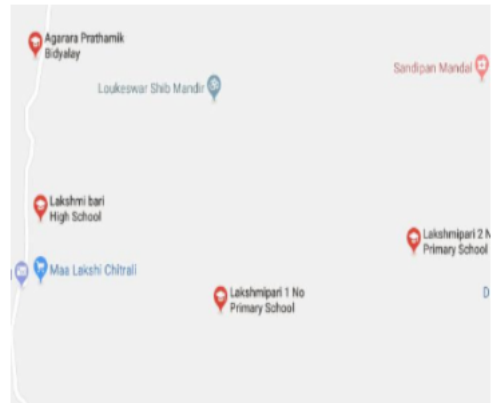 Agarara Prathamik
Bidyalay
Loukeswar Shib Mandir
Sandipan Mandal
Lakshmi bari
High School
Lakshmipari 2 N
Primary School
Maa Lakshi Chitrali
Lakshmipari 1 No
Primary School
D